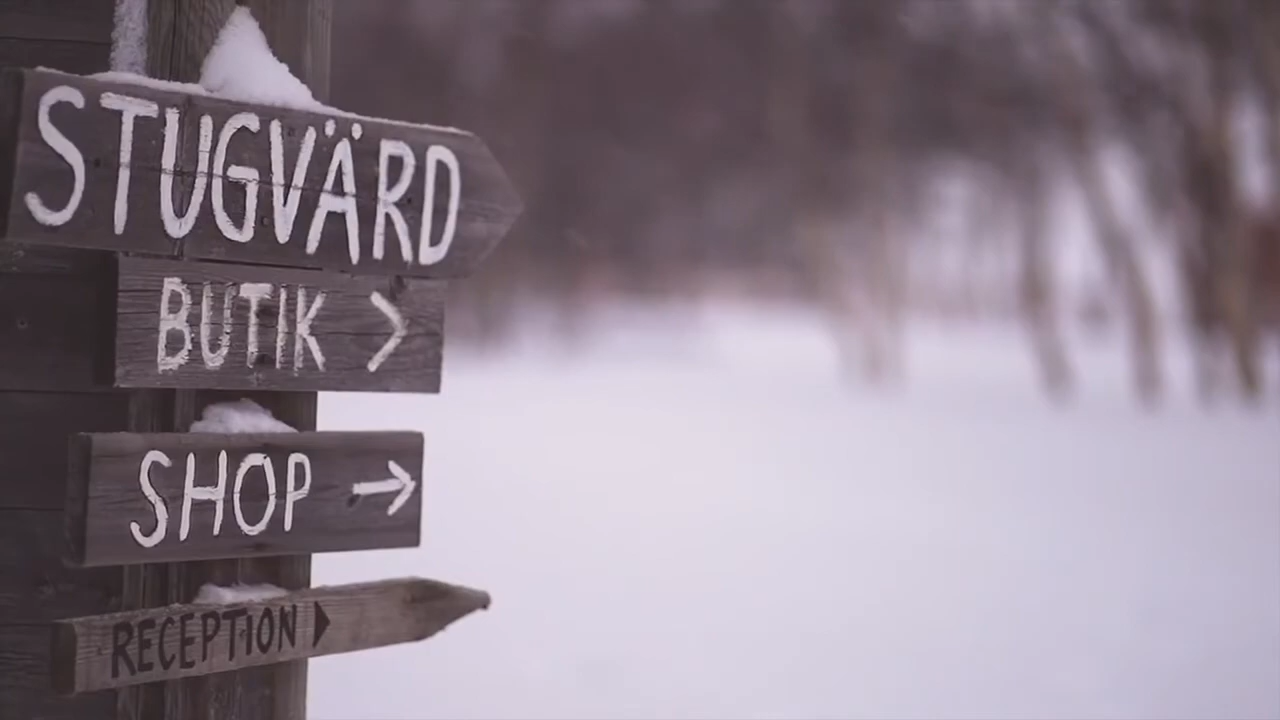 STUGVÄRD
BUTIK >
SHOP →
RECEPTION